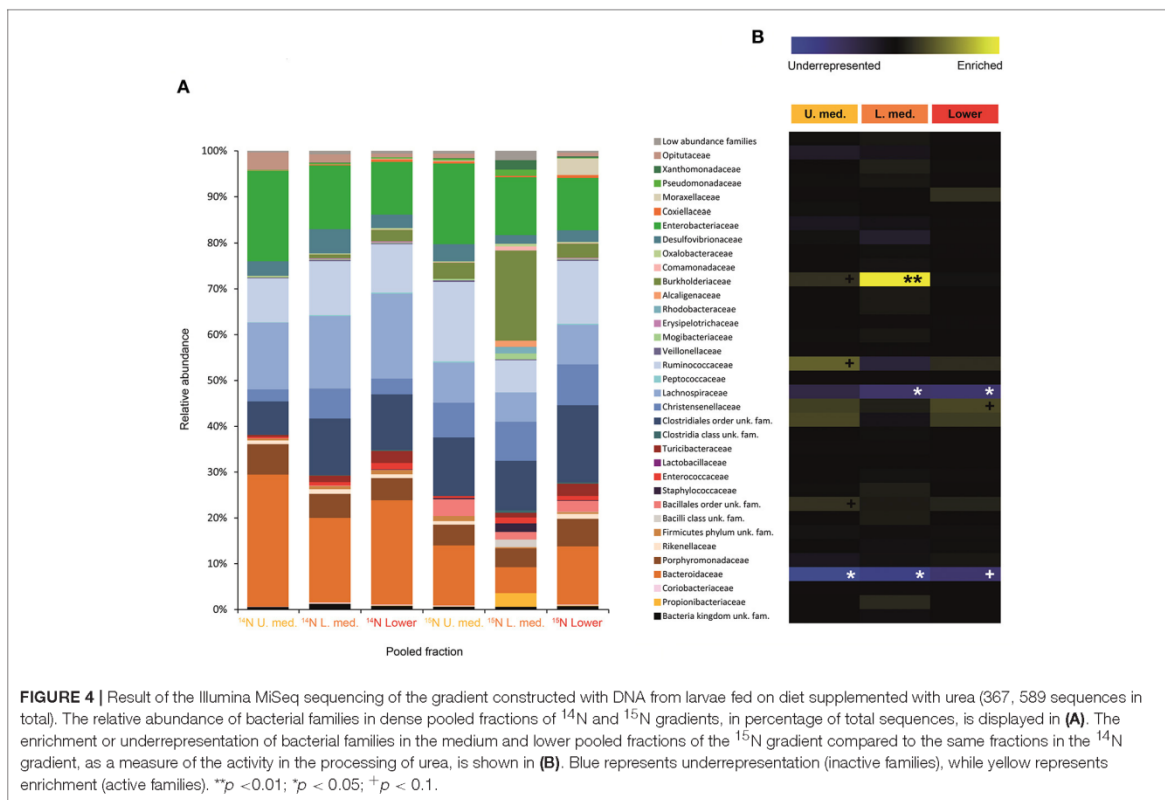 B
Underrepresented Enriched
A
U. med. L. med. Lower
100%
90%
80%
70%
60%
50%
40%
30%
20%
10%
0%
Relative abundance
¹⁴N U. med. ¹⁴N L. med. ¹⁴N Lower ¹⁵N U. med. ¹⁵N L. med. ¹⁵N Lower
Pooled fraction
Low abundance families
Opitutaceae
Xanthomonadaceae
Pseudomonadaceae
Moraxellaceae
Coxiellaceae
Enterobacteriaceae
Desulfovibrionaceae
Oxalobacteraceae
Comamonadaceae
Burkholderiaceae
Alcaligenaceae
Rhodobacteraceae
Erysipelotrichaceae
Mogibacteriaceae
Veillonellaceae
Ruminococcaceae
Peptococcaceae
Lachnospiraceae
Christensenellaceae
Clostridiales order unk. fam.
Clostridia class unk. fam.
Turicibacteraceae
Lactobacillaceae
Enterococcaceae
Staphylococcaceae
Bacillales order unk. fam.
Bacilli class unk. fam.
Firmicutes phylum unk. fam.
Rikenellaceae
Porphyromonadaceae
Bacteroidaceae
Coriobacteriaceae
Propionibacteriaceae
Bacteria kingdom unk. fam.
+ **
+
* *
+
+
* * +
FIGURE 4 | Result of the Illumina MiSeq sequencing of the gradient constructed with DNA from larvae fed on diet supplemented with urea (367, 589 sequences in
total). The relative abundance of bacterial families in dense pooled fractions of ¹⁴N and ¹⁵N gradients, in percentage of total sequences, is displayed in (A). The
enrichment or underrepresentation of bacterial families in the medium and lower pooled fractions of the ¹⁵N gradient compared to the same fractions in the ¹⁴N
gradient, as a measure of the activity in the processing of urea, is shown in (B). Blue represents underrepresentation (inactive families), while yellow represents
enrichment (active families). **p <0.01; *p < 0.05; +p < 0.1.